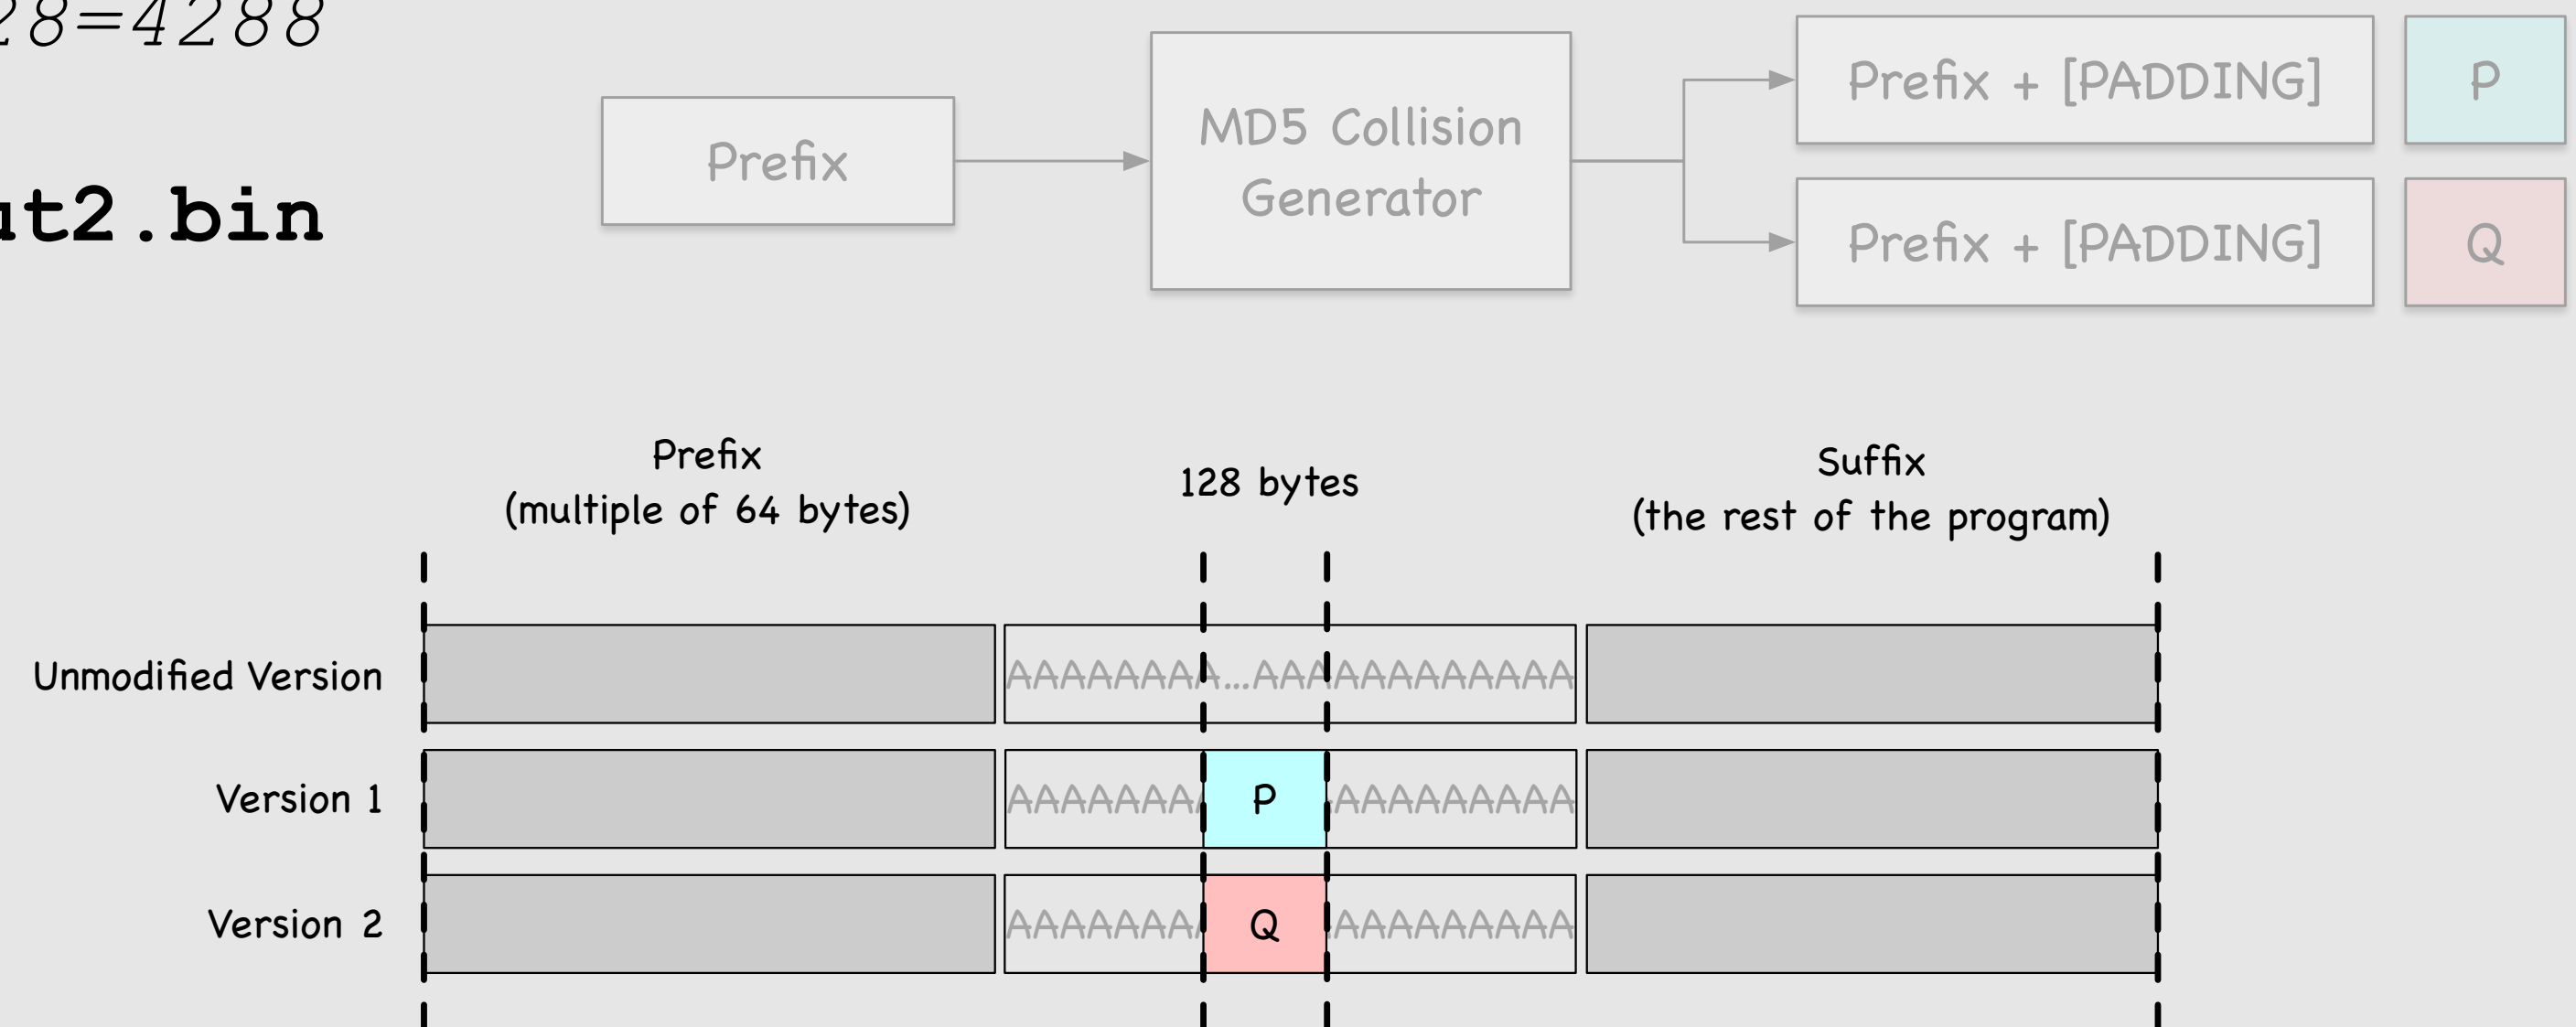 28=4288
ut2.bin
Prefix
MD5 Collision
Generator
Prefix + [PADDING]
P
Prefix + [PADDING]
Q
Prefix
(multiple of 64 bytes)
128 bytes
Suffix
(the rest of the program)
Unmodified Version
AAAAAAAA...AAAAAAAAAAAA
Version 1
AAAAAAA
P
AAAAAAAAA
Version 2
AAAAAAA
Q
AAAAAAAAA